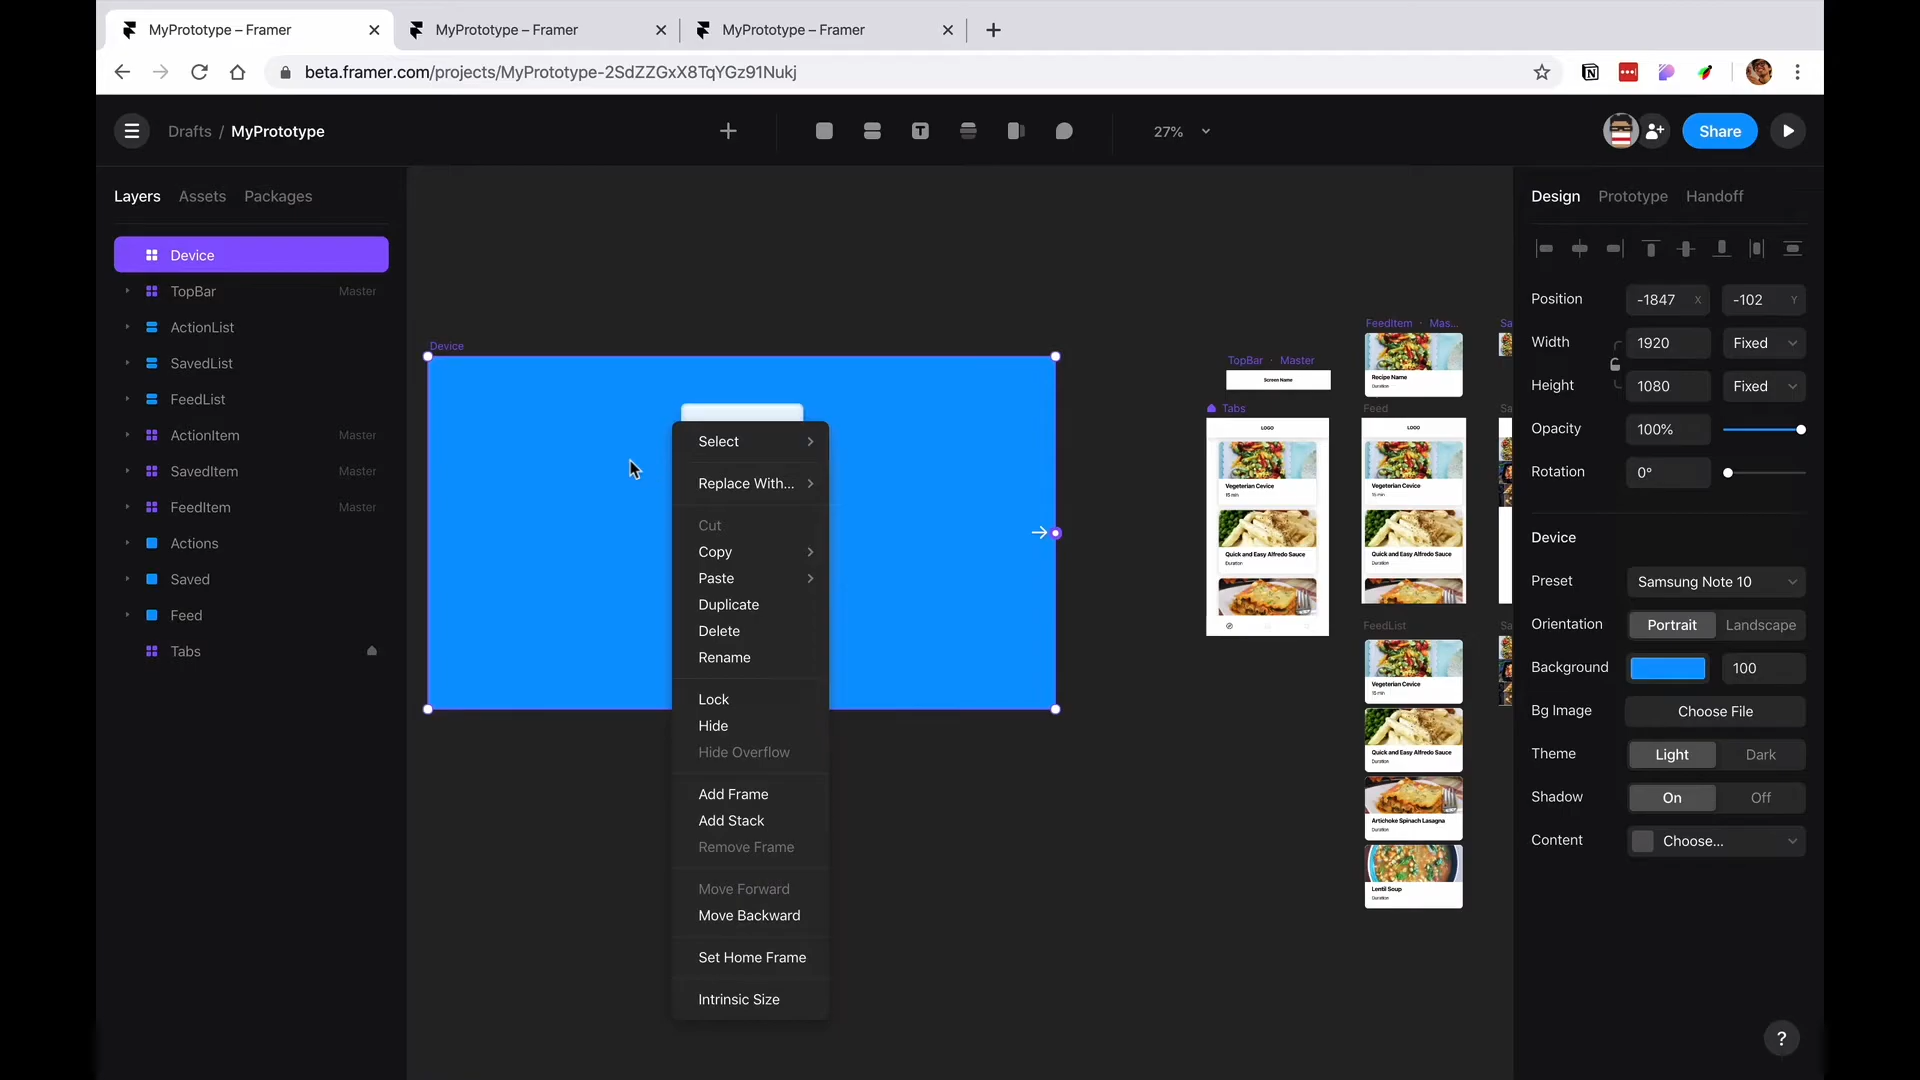 MyPrototype – Framer
MyPrototype – Framer
MyPrototype – Framer
beta.framer.com/projects/MyPrototype-2SdZZGxX8TqYGz91Nukj
Drafts / MyPrototype
27%
Share
Layers Assets Packages
Device
TopBar Master
ActionList
SavedList
FeedList
ActionItem Master
SavedItem Master
FeedItem Master
Actions
Saved
Feed
Tabs
Device
Select
Replace With...
Cut
Copy
Paste
Duplicate
Delete
Rename
Lock
Hide
Hide Overflow
Add Frame
Add Stack
Remove Frame
Move Forward
Move Backward
Set Home Frame
Intrinsic Size
TopBar · Master
Screen Name
Tabs
LOGO
Vegeterian Cevice
15 min
Quick and Easy Alfredo Sauce
Duration
FeedItem · Mas...
Recipe Name
Duration
Feed
LOGO
Vegeterian Cevice
15 min
Quick and Easy Alfredo Sauce
Duration
FeedList
Vegeterian Cevice
15 min
Quick and Easy Alfredo Sauce
Duration
Artichoke Spinach Lasagna
Duration
Lentil Soup
Duration
Sa
Sa
Sa
Design Prototype Handoff
Position -1847 X -102 Y
Width 1920 Fixed
Height 1080 Fixed
Opacity 100%
Rotation 0°
Device
Preset Samsung Note 10
Orientation Portrait Landscape
Background 100
Bg Image Choose File
Theme Light Dark
Shadow On Off
Content Choose...
?